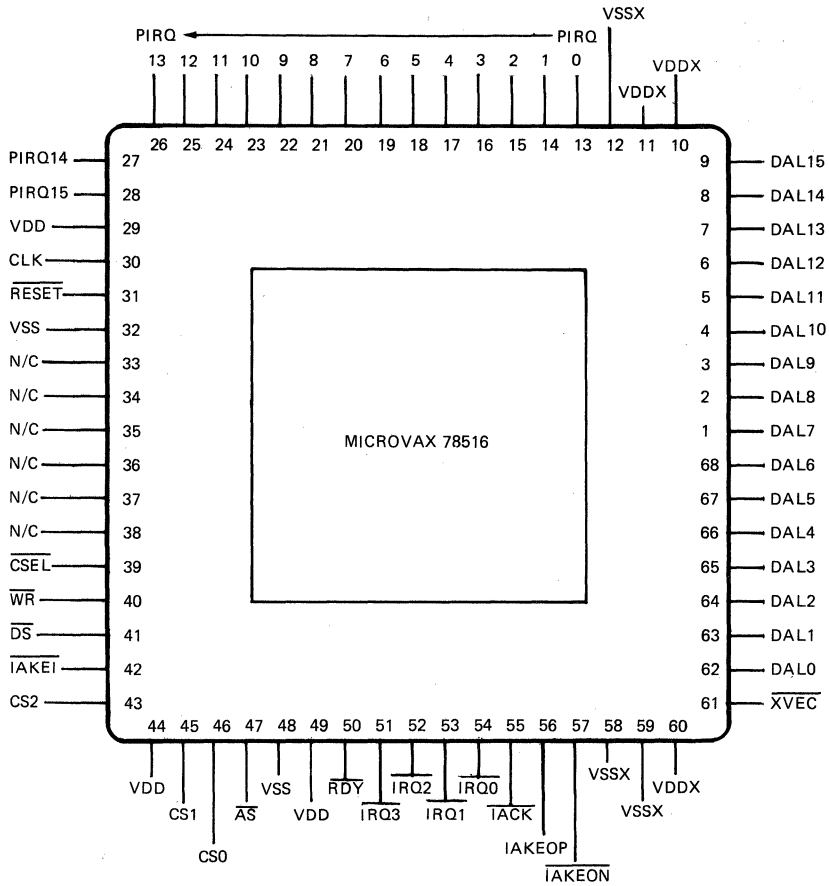 VSSX
PIRQ PIRQ
13 12 11 10 9 8 7 6 5 4 3 2 1 0
VDDX
VDDX
26 25 24 23 22 21 20 19 18 17 16 15 14 13 12 11 10
PIRQ14 27 9 DAL15
PIRQ15 28 8 DAL14
VDD 29 7 DAL13
CLK 30 6 DAL12
RESET 31 5 DAL11
VSS 32 4 DAL10
N/C 33 3 DAL9
N/C 34 2 DAL8
N/C 35 1 DAL7
MICROVAX 78516
N/C 36 68 DAL6
N/C 37 67 DAL5
N/C 38 66 DAL4
CSEL 39 65 DAL3
WR 40 64 DAL2
DS 41 63 DAL1
IAKEI 42 62 DAL0
CS2 43 61 XVEC
44 45 46 47 48 49 50 51 52 53 54 55 56 57 58 59 60
VDD CS1 CS0 AS VSS VDD RDY IRQ3 IRQ2 IRQ1 IRQ0 IACK IAKEOP IAKEON VSSX VSSX VDDX